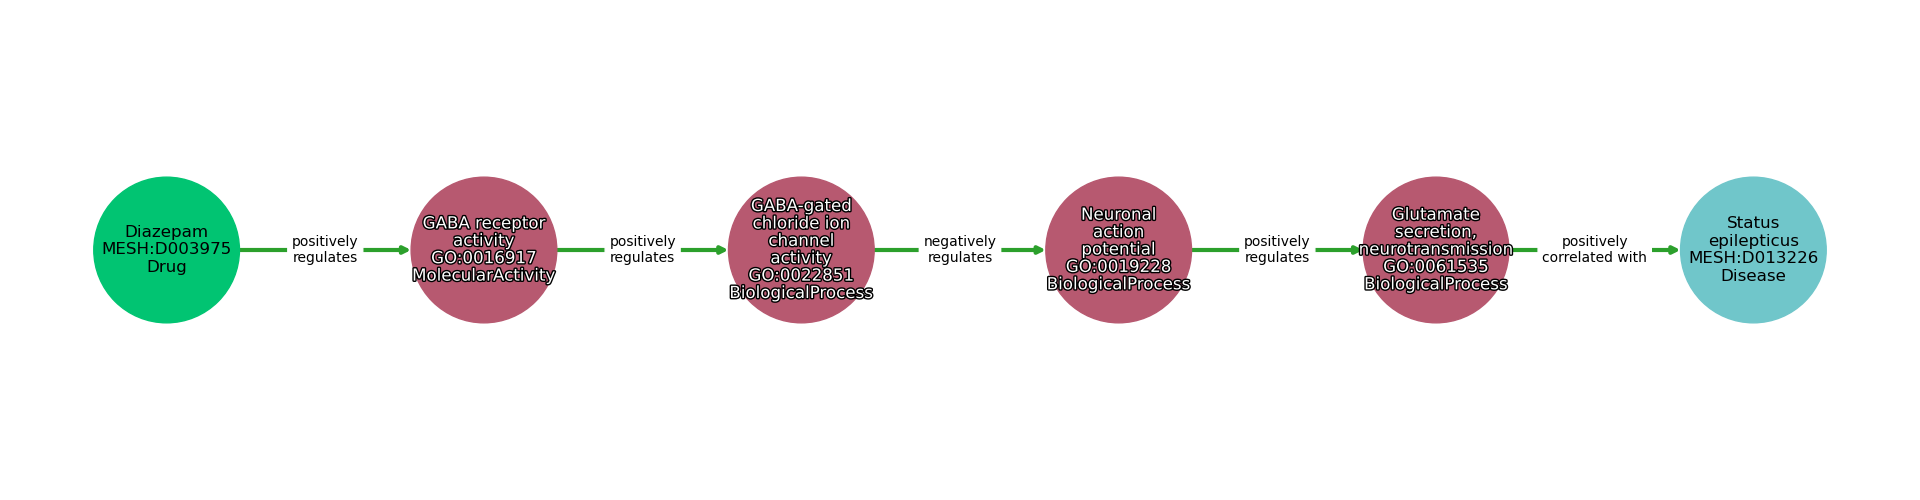 Diazepam
MESH:D003975
Drug
positively
regulates
GABA receptor
activity
GO:0016917
MolecularActivity
positively
regulates
GABA-gated
chloride ion
channel
activity
GO:0022851
BiologicalProcess
negatively
regulates
Neuronal
action
potential
GO:0019228
BiologicalProcess
positively
regulates
Glutamate
secretion,
neurotransmission
GO:0061535
BiologicalProcess
positively
correlated with
Status
epilepticus
MESH:D013226
Disease